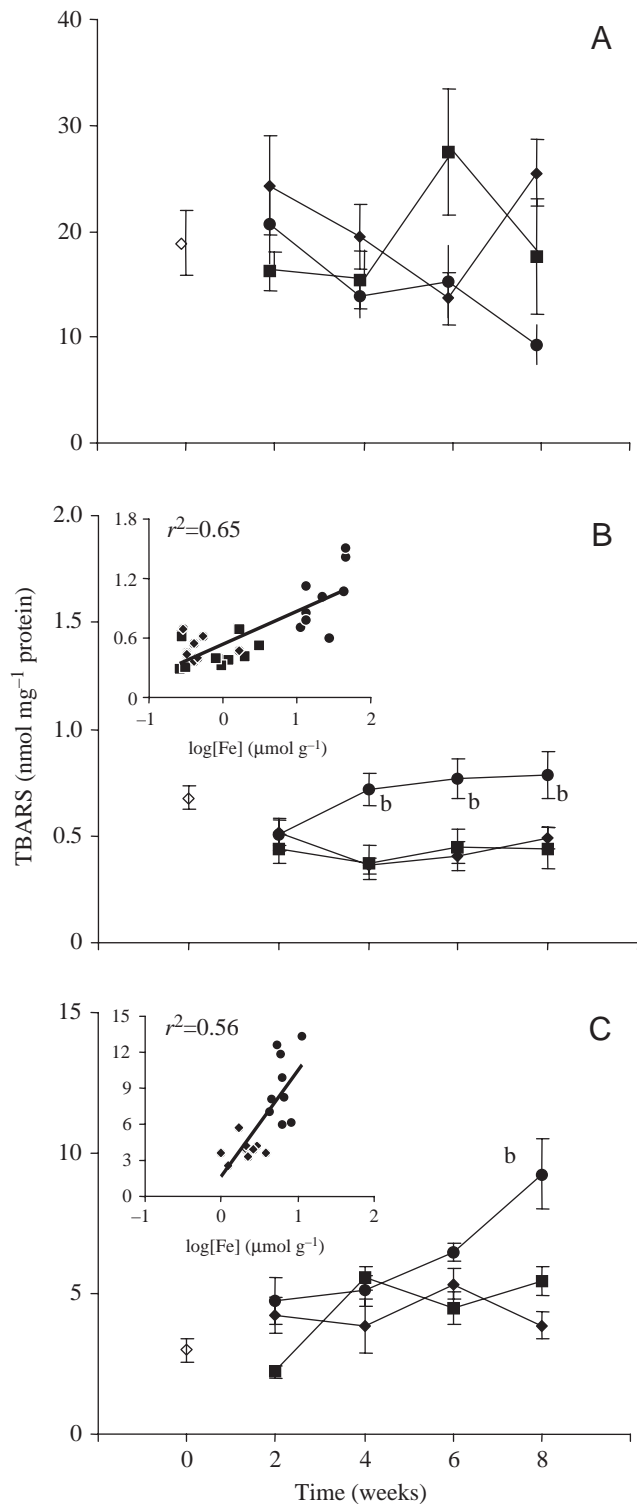 40
A
30
20
10
0
TBARS (nmol mg⁻¹ protein)
2.0
B
1.5
1.0
0.5
0
1.8
r²=0.65
1.2
0.6
0
–1 0 1 2
log[Fe] (μmol g⁻¹)
b b b
15
C
10
5
0
15
r²=0.56
12
9
6
3
0
–1 0 1 2
log[Fe] (μmol g⁻¹)
b
0 2 4 6 8
Time (weeks)